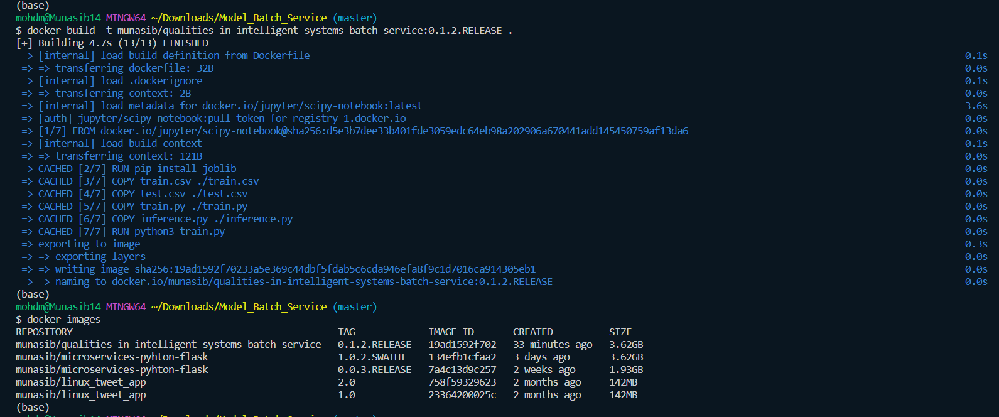 (base)
mohdm@Munasib14 MINGW64 ~/Downloads/Model_Batch_Service (master)
$ docker build -t munasib/qualities-in-intelligent-systems-batch-service:0.1.2.RELEASE .
[+] Building 4.7s (13/13) FINISHED
=> [internal] load build definition from Dockerfile 0.1s
=> => transferring dockerfile: 32B 0.0s
=> [internal] load .dockerignore 0.1s
=> => transferring context: 2B 0.0s
=> [internal] load metadata for docker.io/jupyter/scipy-notebook:latest 3.6s
=> [auth] jupyter/scipy-notebook:pull token for registry-1.docker.io 0.0s
=> [1/7] FROM docker.io/jupyter/scipy-notebook@sha256:d5e3b7dee33b401fde3059edc64eb98a202906a670441add145450759af13da6 0.0s
=> [internal] load build context 0.1s
=> => transferring context: 121B 0.0s
=> CACHED [2/7] RUN pip install joblib 0.0s
=> CACHED [3/7] COPY train.csv ./train.csv 0.0s
=> CACHED [4/7] COPY test.csv ./test.csv 0.0s
=> CACHED [5/7] COPY train.py ./train.py 0.0s
=> CACHED [6/7] COPY inference.py ./inference.py 0.0s
=> CACHED [7/7] RUN python3 train.py 0.0s
=> exporting to image 0.3s
=> => exporting layers 0.0s
=> => writing image sha256:19ad1592f70233a5e369c44dbf5fdab5c6cda946efa8f9c1d7016ca914305eb1 0.0s
=> => naming to docker.io/munasib/qualities-in-intelligent-systems-batch-service:0.1.2.RELEASE 0.0s
(base)
mohdm@Munasib14 MINGW64 ~/Downloads/Model_Batch_Service (master)
$ docker images
REPOSITORY TAG IMAGE ID CREATED SIZE
munasib/qualities-in-intelligent-systems-batch-service 0.1.2.RELEASE 19ad1592f702 33 minutes ago 3.62GB
munasib/microservices-pyhton-flask 1.0.2.SWATHI 134efb1cfaa2 3 days ago 3.62GB
munasib/microservices-pyhton-flask 0.0.3.RELEASE 7a4c13d9c257 2 weeks ago 1.93GB
munasib/linux_tweet_app 2.0 758f59329623 2 months ago 142MB
munasib/linux_tweet_app 1.0 23364200025c 2 months ago 142MB
(base)